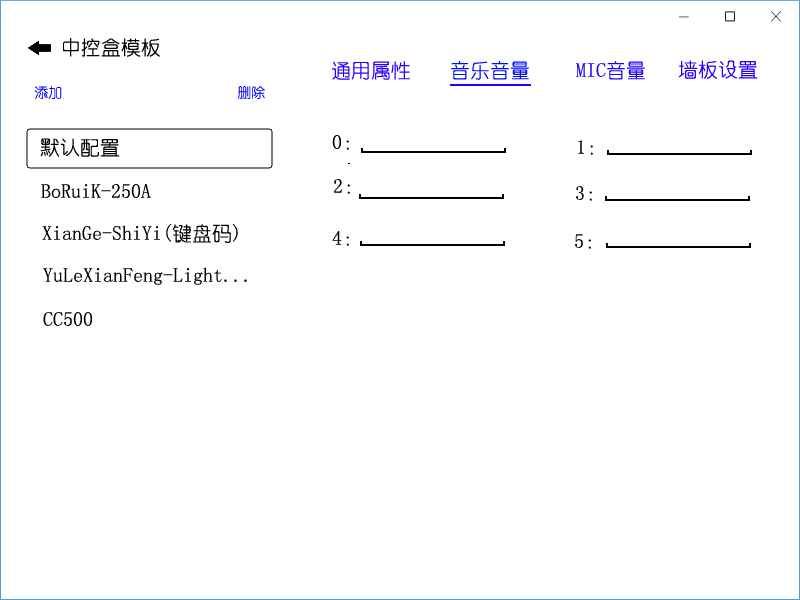 中控盒模板
通用属性 音乐音量 MIC音量 墙板设置
添加 删除
默认配置
BoRuiK-250A
XianGe-ShiYi(键盘码)
YuLeXianFeng-Light...
CC500
0: 1:
2: 3:
4: 5: